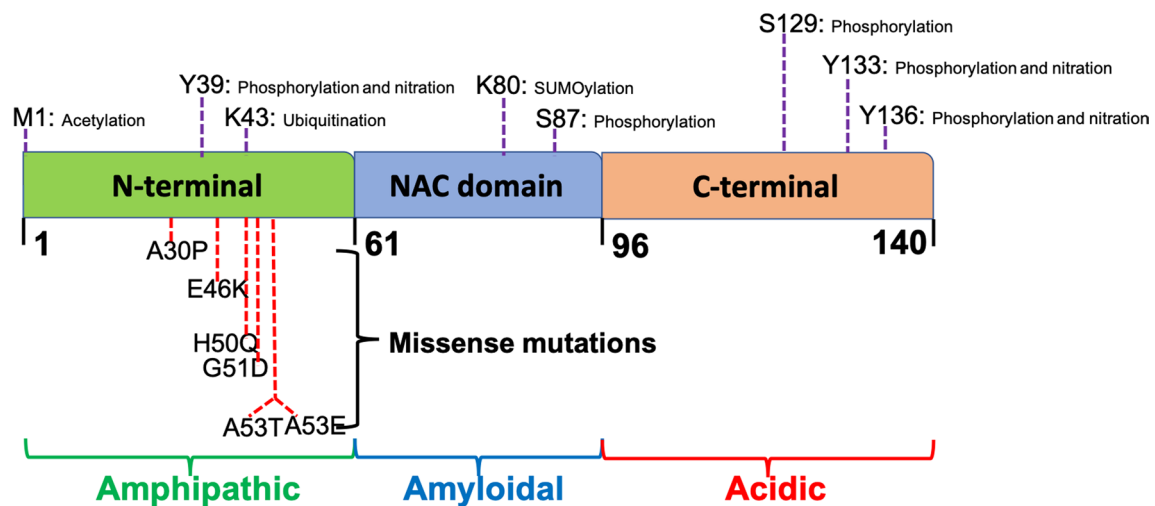 S129: Phosphorylation
Y133: Phosphorylation and nitration
Y39: Phosphorylation and nitration
K80: SUMOylation
M1: Acetylation
K43: Ubiquitination
S87: Phosphorylation
Y136: Phosphorylation and nitration
N-terminal
NAC domain
C-terminal
1
61
96
140
A30P
E46K
H50Q
G51D
Missense mutations
A53T
A53E
Amphipathic
Amyloidal
Acidic